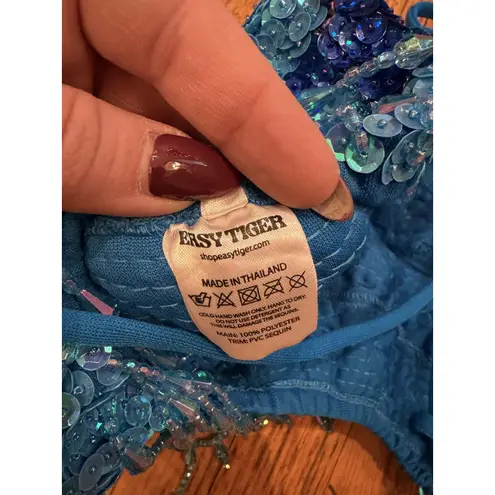 EASY TIGER
shopeasytiger.com
MADE IN THAILAND
COLD HAND WASH ONLY. HANG TO DRY.
DO NOT USE DETERGENT AS
THIS WILL DAMAGE THE SEQUINS.
MAIN: 100% POLYESTER
TRIM: PVC SEQUIN